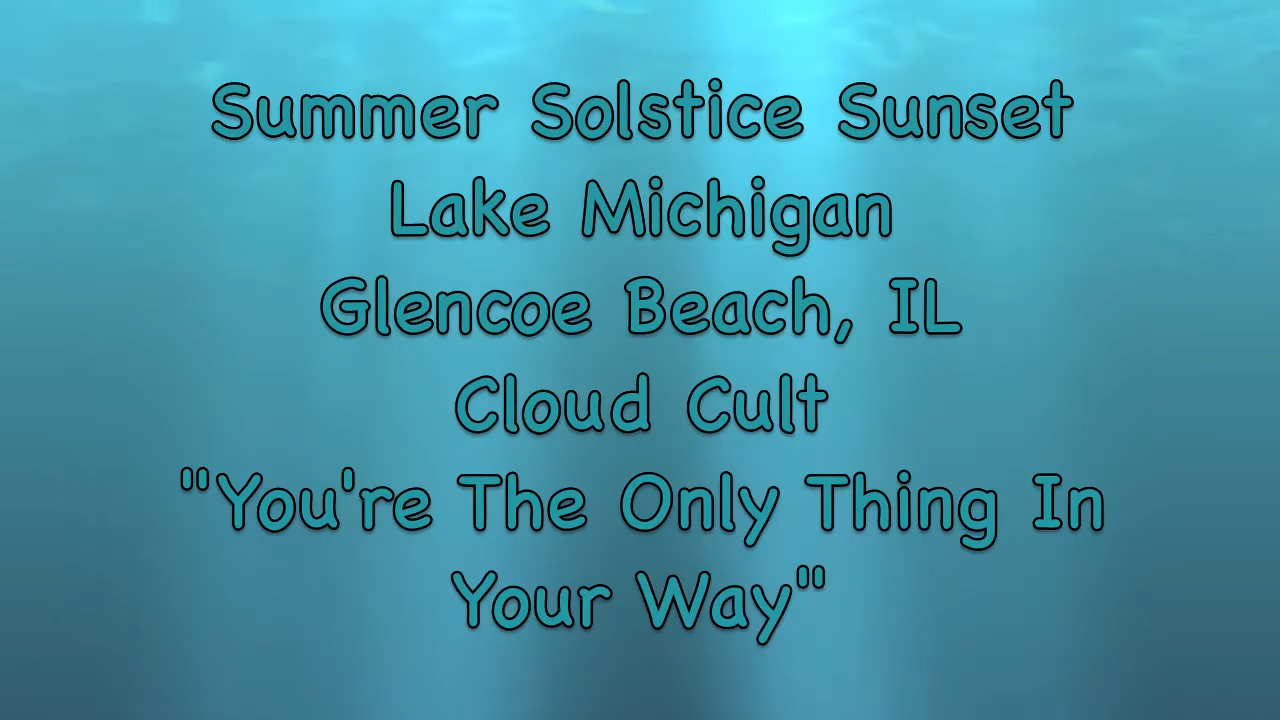 Summer Solstice Sunset
Lake Michigan
Glencoe Beach, IL
Cloud Cult
"You're The Only Thing In
Your Way"